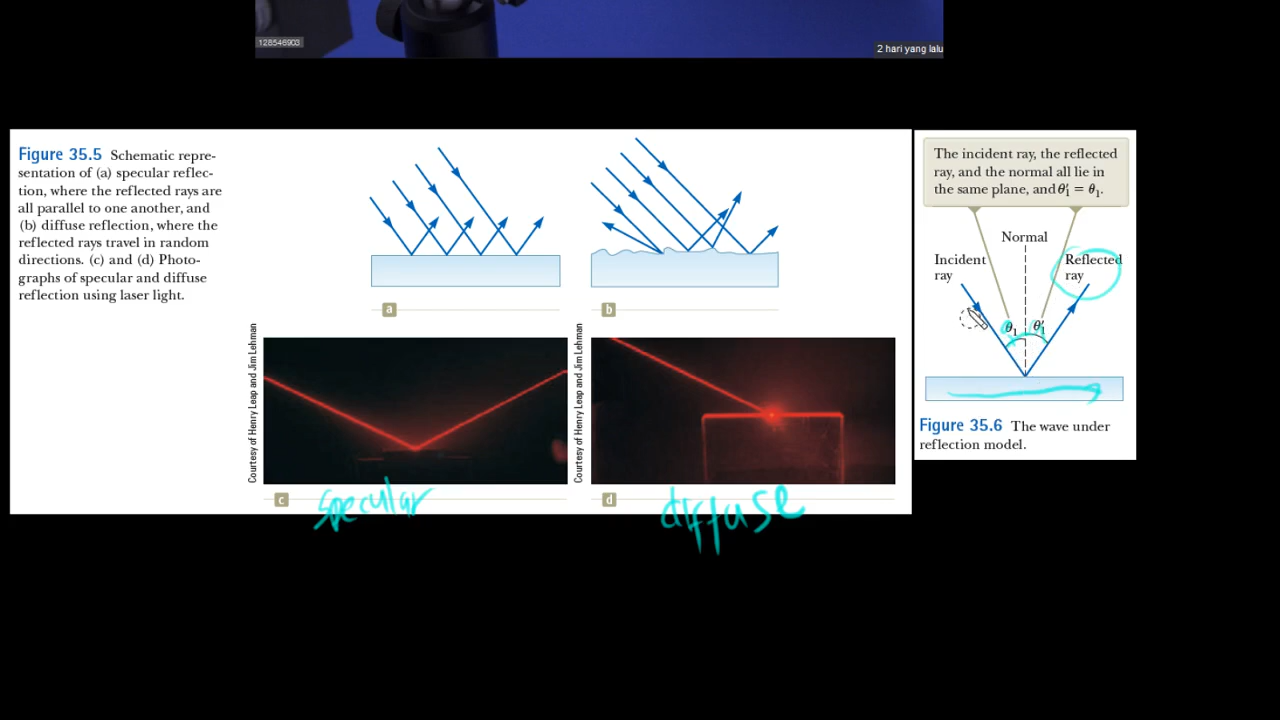 128546903
2 hari yang lalu
Figure 35.5 Schematic repre-
sentation of (a) specular reflec-
tion, where the reflected rays are
all parallel to one another, and
(b) diffuse reflection, where the
reflected rays travel in random
directions. (c) and (d) Photo-
graphs of specular and diffuse
reflection using laser light.
a
b
Courtesy of Henry Leap and Jim Lehman
Courtesy of Henry Leap and Jim Lehman
c
specular
d
diffuse
The incident ray, the reflected
ray, and the normal all lie in
the same plane, and θ′₁ = θ₁.
Normal
Incident
ray
Reflected
ray
θ₁
θ′₁
Figure 35.6 The wave under
reflection model.